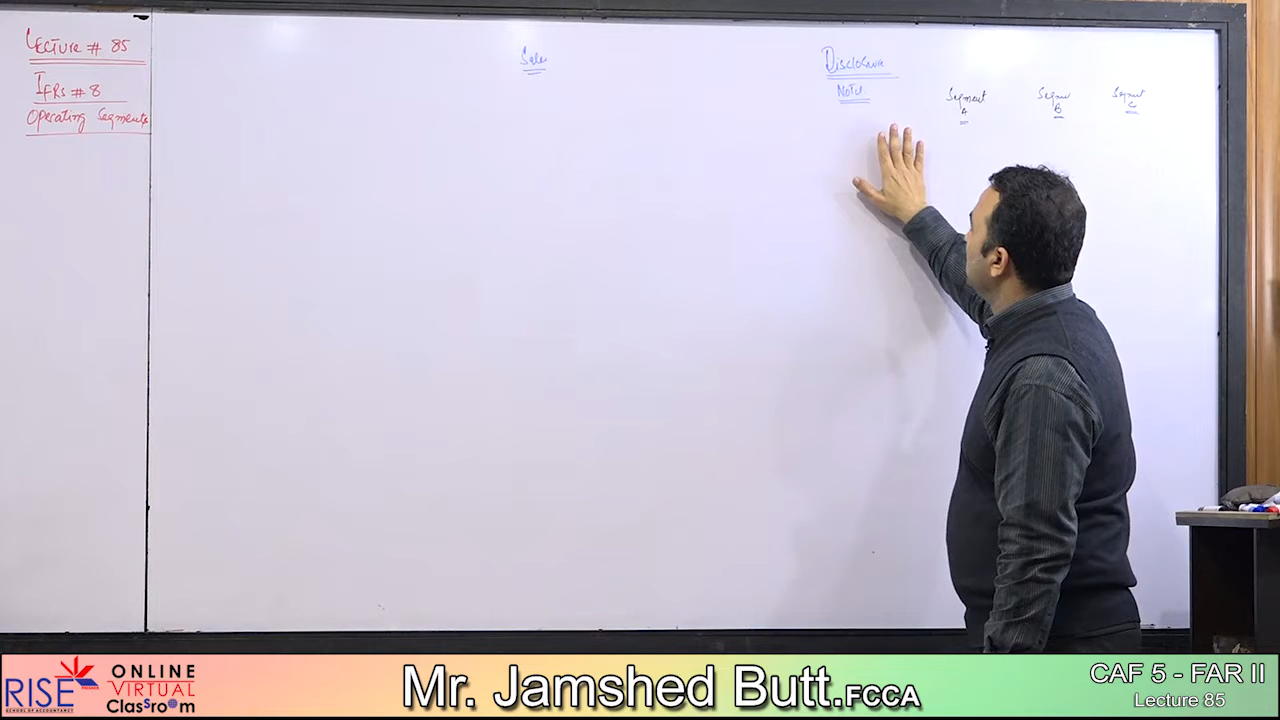 Lecture # 85
IFRS # 8
Operating Segments
Sales
Disclosure
Note
Segment
A
Segment
B
Segment
C
RISE
PREMIER
SCHOOL OF ACCOUNTANCY
ONLINE
VIRTUAL
Classroom
Mr. Jamshed Butt.FCCA
CAF 5 - FAR II
Lecture 85